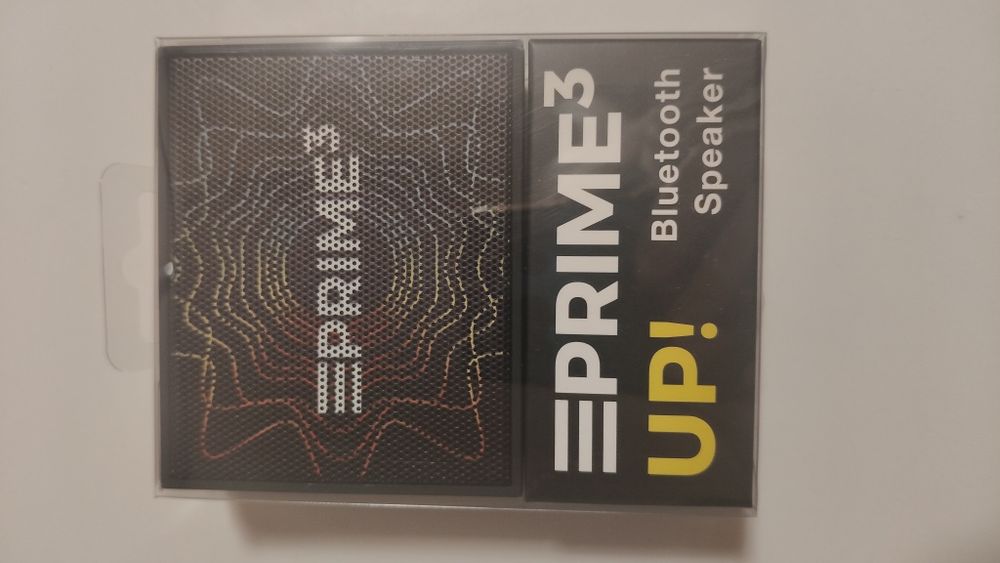 PRIME3
PRIME3
UP!
Bluetooth
Speaker